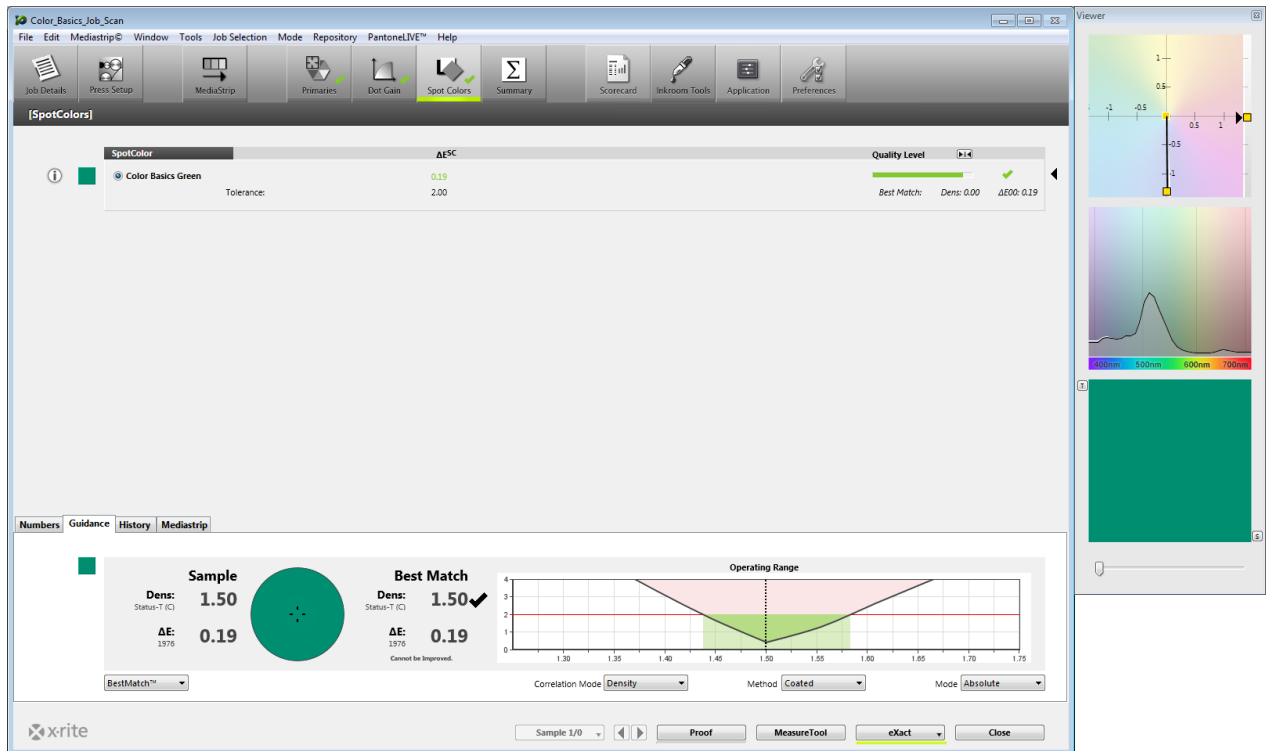 Color_Basics_Job_Scan
File Edit Mediastrip© Window Tools Job Selection Mode Repository PantoneLIVE™ Help
Job Details Press Setup MediaStrip Primaries Dot Gain Spot Colors Summary Scorecard Inkroom Tools Application Preferences
[SpotColors]
SpotColor ΔESC Quality Level
Color Basics Green 0.19
Tolerance: 2.00 Best Match: Dens: 0.00 ΔE00: 0.19
Numbers Guidance History Mediastrip
Sample Best Match Operating Range
Dens: 1.50 Dens: 1.50
Status-T (C) Status-T (C)
ΔE: 0.19 ΔE: 0.19
1976 1976
Cannot be Improved.
4
3
2
1
0
1.30 1.35 1.40 1.45 1.50 1.55 1.60 1.65 1.70 1.75
BestMatch™ Correlation Mode Density Method Coated Mode Absolute
x·rite Sample 1/0 Proof MeasureTool eXact Close
Viewer
1
0.5
-1 -0.5 0.5 1
-0.5
-1
400nm 500nm 600nm 700nm
T
S